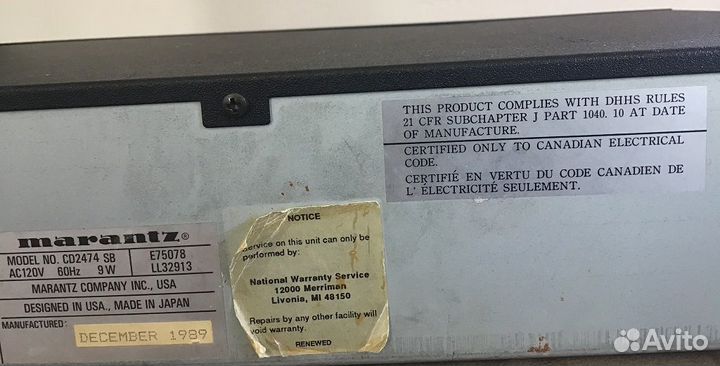 THIS PRODUCT COMPLIES WITH DHHS RULES
21 CFR SUBCHAPTER J PART 1040. 10 AT DATE
OF MANUFACTURE.
CERTIFIED ONLY TO CANADIAN ELECTRICAL
CODE.
CERTIFIÉ EN VERTU DU CODE CANADIEN DE
L' ÉLECTRICITÉ SEULEMENT.
marantz
MODEL NO. CD2474 SB E75078
AC120V 60Hz 9W LL32913
MARANTZ COMPANY INC., USA
DESIGNED IN USA., MADE IN JAPAN
MANUFACTURED: DECEMBER 1989
NOTICE
Service on this unit can only be
performed by:
National Warranty Service
12000 Merriman
Livonia, MI 48150
Repairs by any other facility will
void warranty.
RENEWED
Avito